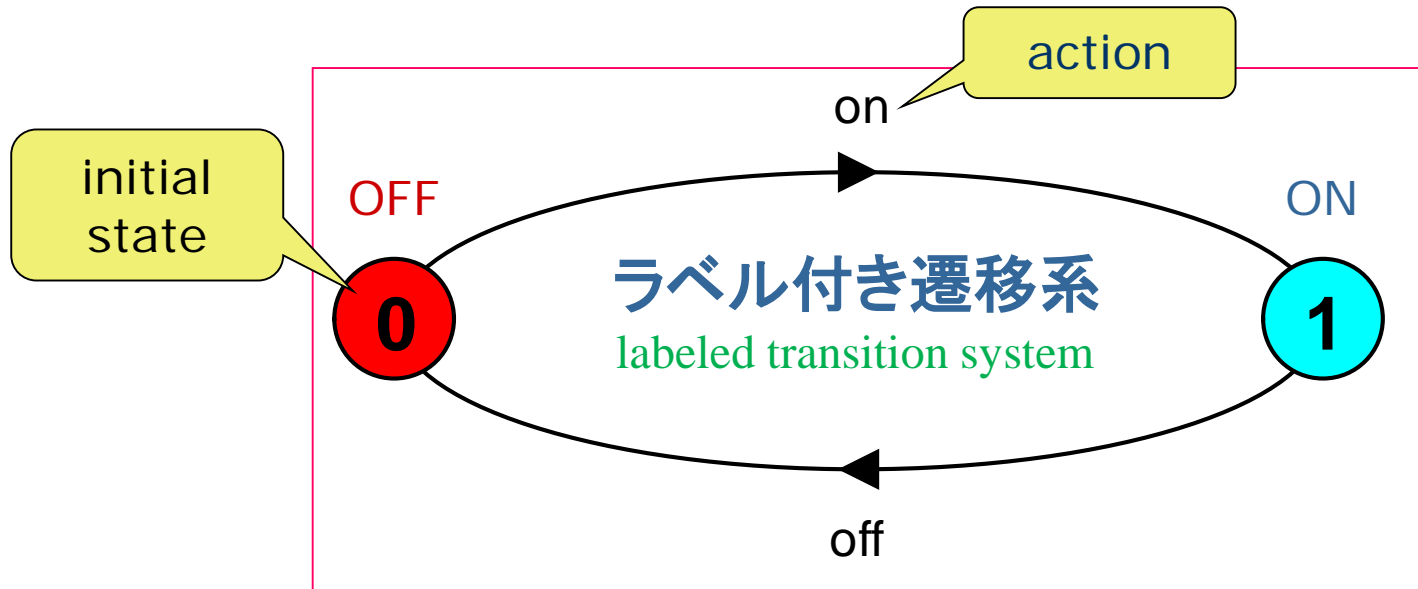 action
on
initial
state
OFF
ON
ラベル付き遷移系
0
1
labeled transition system
off